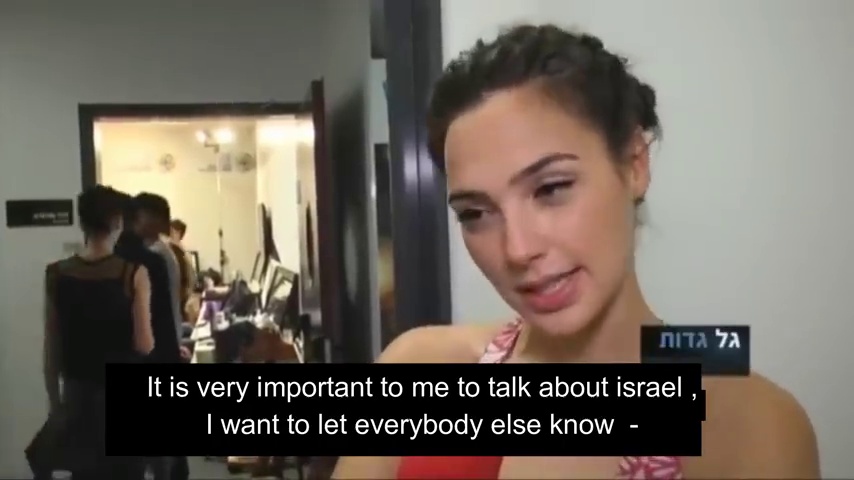 גל גדות
It is very important to me to talk about israel ,
I want to let everybody else know -